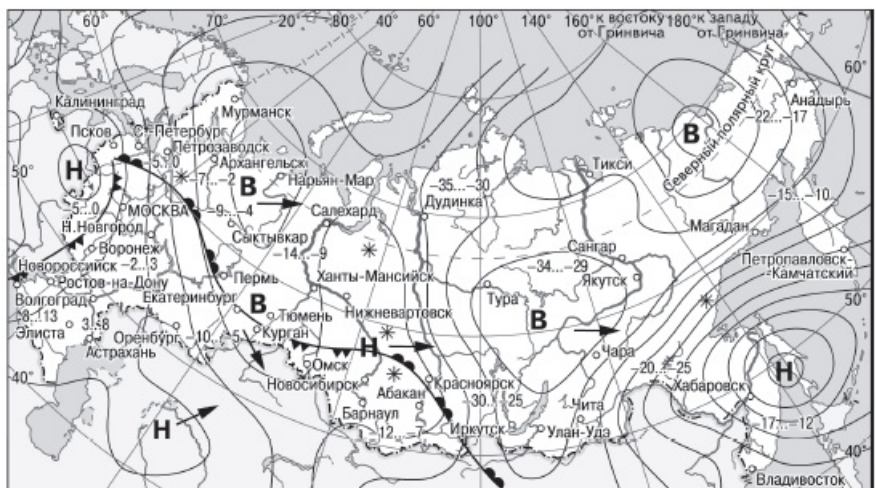 60° 70° 20° 80° 40° 60° 100° 140° 160° к востоку от Гринвича 180° к западу от Гринвича
60°
Северный полярный круг
Калининград
Мурманск
Анадырь
-22...-17
Псков
С.-Петербург
Петрозаводск
В
50°
Н
-5...0
Архангельск
-7...-2
В
Нарьян-Мар
-35...-30
Тикси
-15...-10
Дудинка
-5...0
МОСКВА
-9...-4
Салехард
Магадан
Н.Новгород
Сыктывкар
-14...-9
Сангар
Петропавловск-
-Камчатский
Воронеж
-34...-29
Новороссийск
-2...3
Пермь
Ханты-Мансийск
Якутск
Ростов-на-Дону
В
Тура
50°
Волгоград
Екатеринбург
Тюмень
Нижневартовск
В
8...13
3...8
Элиста
Оренбург
-10...-5
Курган
Н
Чара
Астрахань
Омск
-20...-25
Н
40°
Новосибирск
Красноярск
Хабаровск
Абакан
30...25
Чита
Барнаул
-17...-12
Н
-12...-7
Иркутск
Улан-Удэ
40°
Владивосток